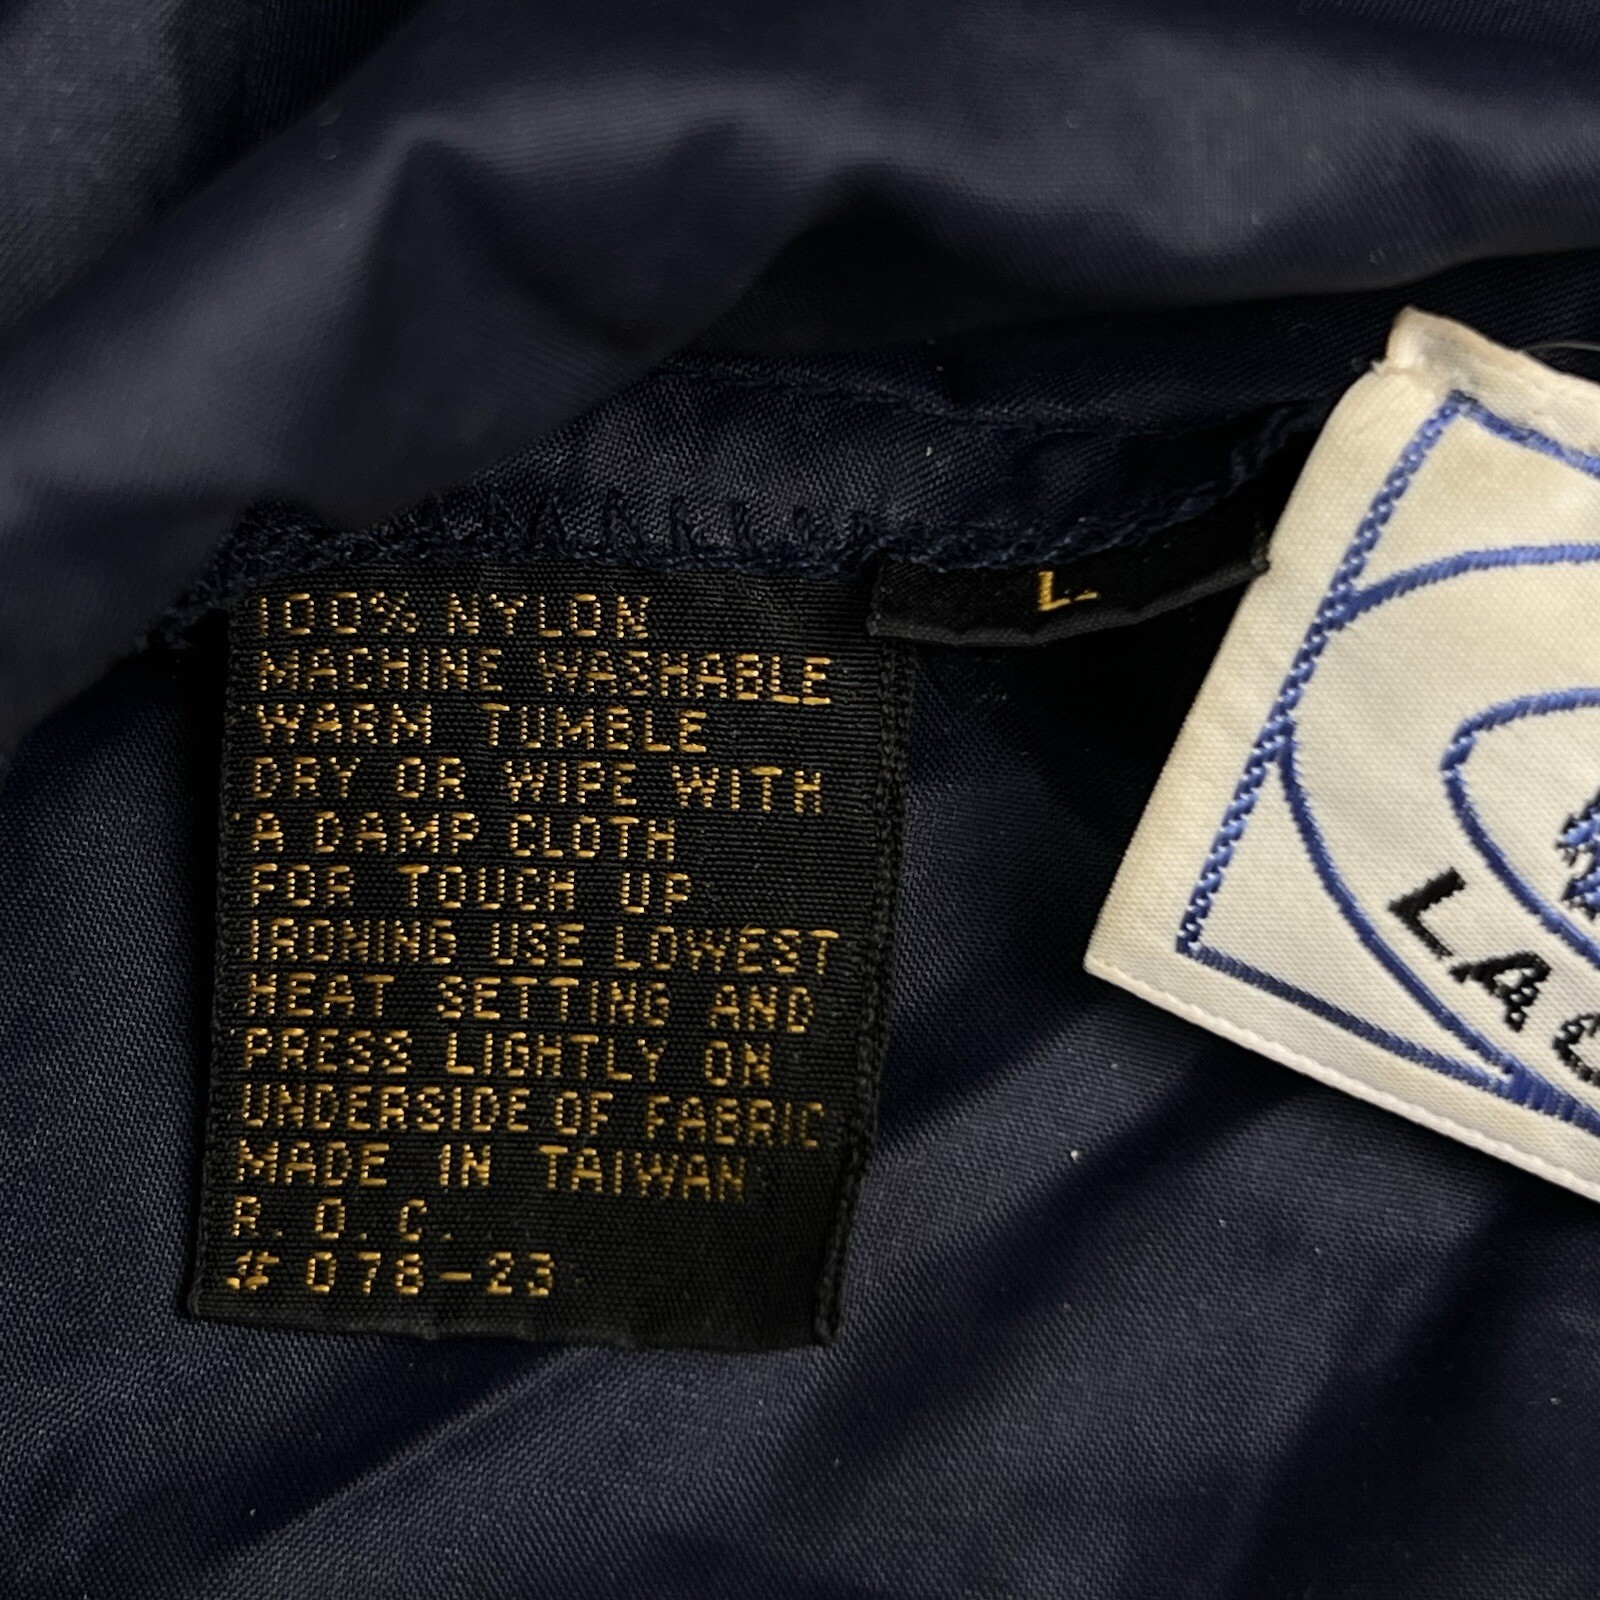 100% NYLON
MACHINE WASHABLE
WARM TUMBLE
DRY OR WIPE WITH
A DAMP CLOTH
FOR TOUCH UP
IRONING USE LOWEST
HEAT SETTING AND
PRESS LIGHTLY ON
UNDERSIDE OF FABRIC
MADE IN TAIWAN
R.O.C.
# 078-23
L